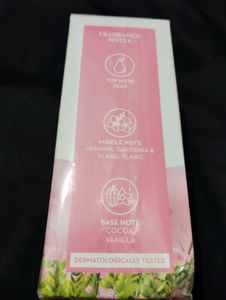 FRAGRANCE
NOTES
TOP NOTE
PEAR
MIDDLE NOTE
JASMINE, GARDENIA &
YLANG YLANG
BASE NOTE
COCOA,
VANILLA
DERMATOLOGICALLY TESTED